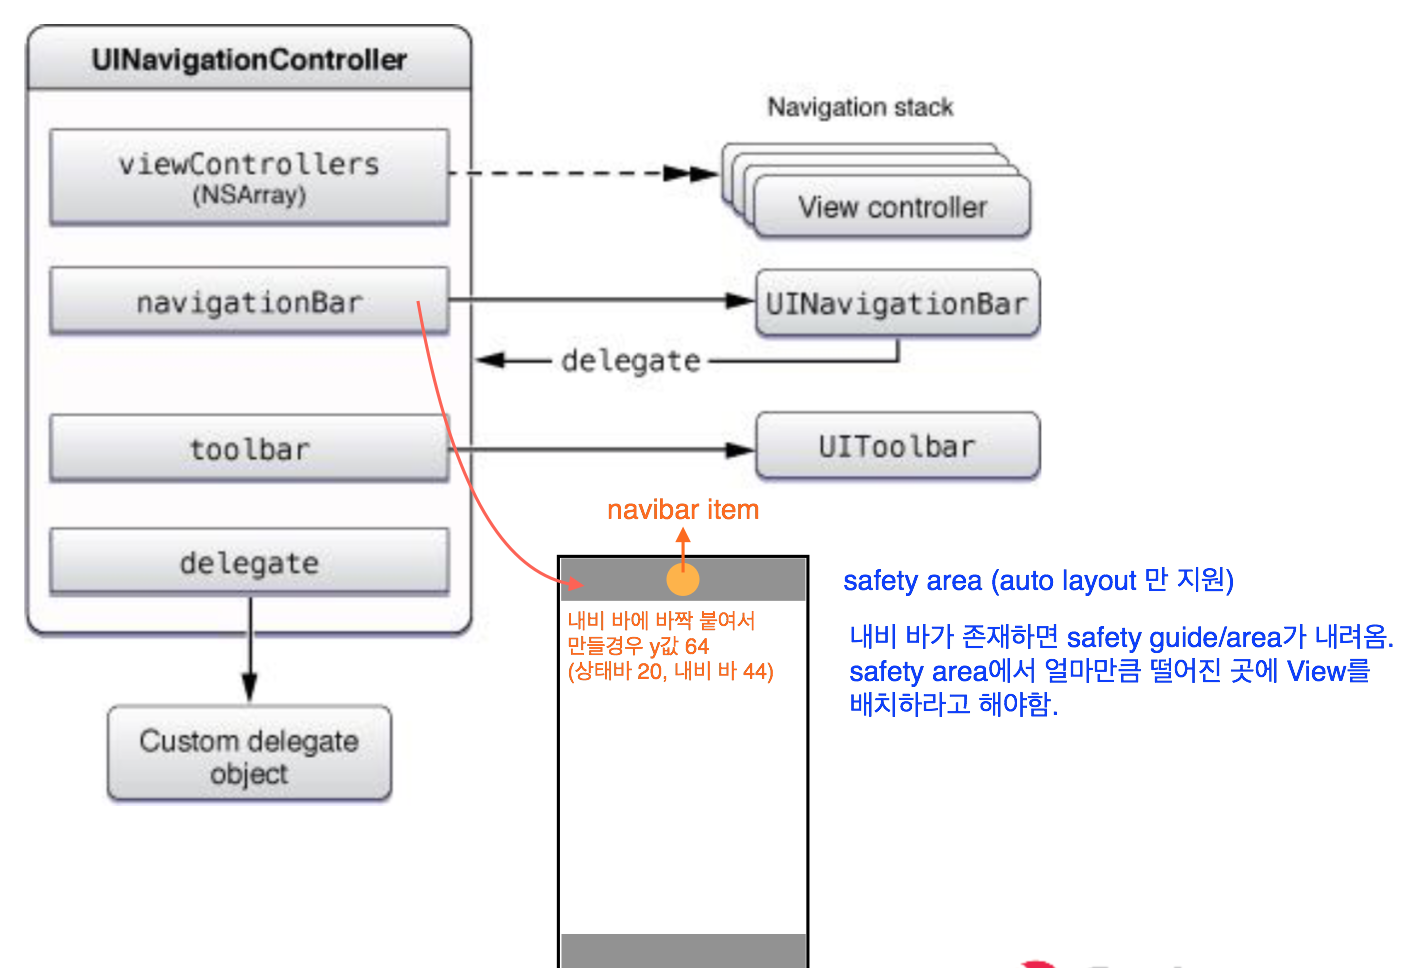 UINavigationController
Navigation stack
viewControllers
(NSArray)
View controller
navigationBar
UINavigationBar
delegate
toolbar
UIToolbar
navibar item
delegate
safety area (auto layout 만 지원)
내비 바에 바짝 붙여서
만들경우 y값 64
(상태바 20, 내비 바 44)
내비 바가 존재하면 safety guide/area가 내려옴.
safety area에서 얼마만큼 떨어진 곳에 View를
배치하라고 해야함.
Custom delegate
object